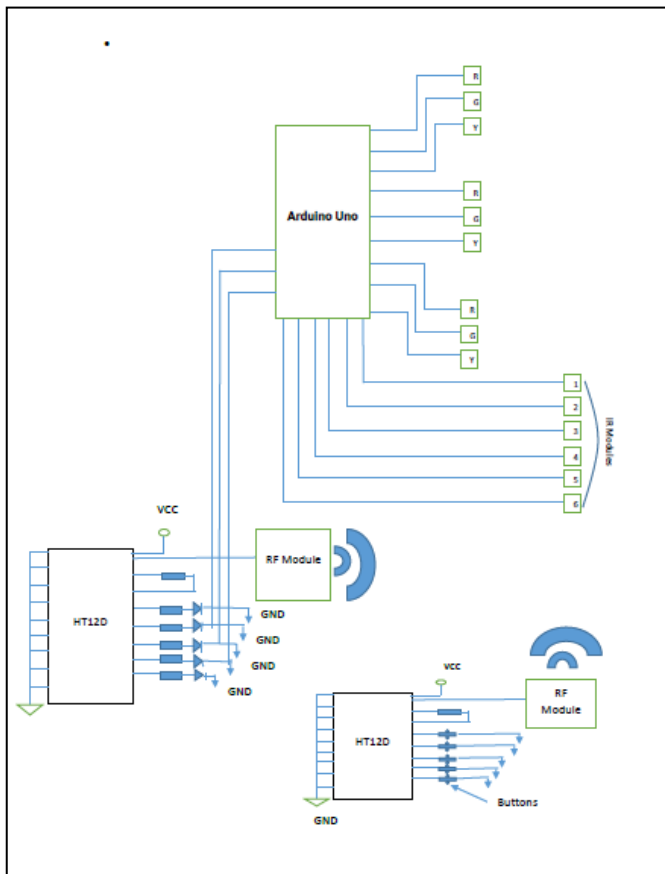 R
G
Y
Arduino Uno
R
G
Y
R
G
Y
1
2
3
4
5
6
IR Modules
VCC
RF Module
HT12D
GND
GND
GND
GND
VCC
RF
Module
HT12D
Buttons
GND